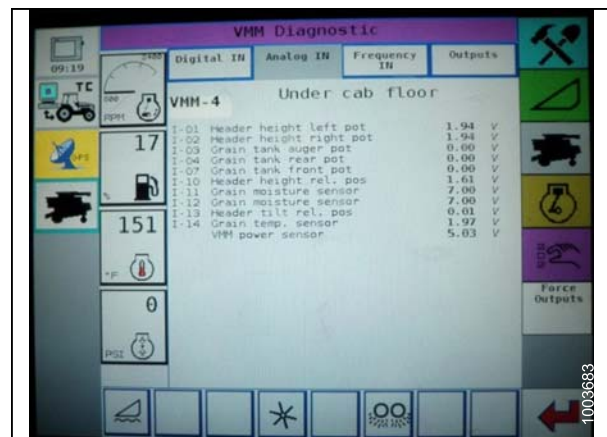 VMM Diagnostic
09:19
2400
600
RPM
Digital IN
Analog IN
Frequency
IN
Outputs
TC
VMM-4
Under cab floor
I-01 Header height left pot 1.94 V
I-02 Header height right pot 1.94 V
I-03 Grain tank auger pot 0.00 V
I-04 Grain tank rear pot 0.00 V
I-07 Grain tank front pot 0.00 V
I-10 Header height rel. pos 1.61 V
I-11 Grain moisture sensor 7.00 V
I-12 Grain moisture sensor 7.00 V
I-13 Header tilt rel. pos 0.01 V
I-14 Grain temp. sensor 1.97 V
VMM power sensor 5.03 V
GPS
17
%
151
°F
0
PSI
Force
Outputs
1003683